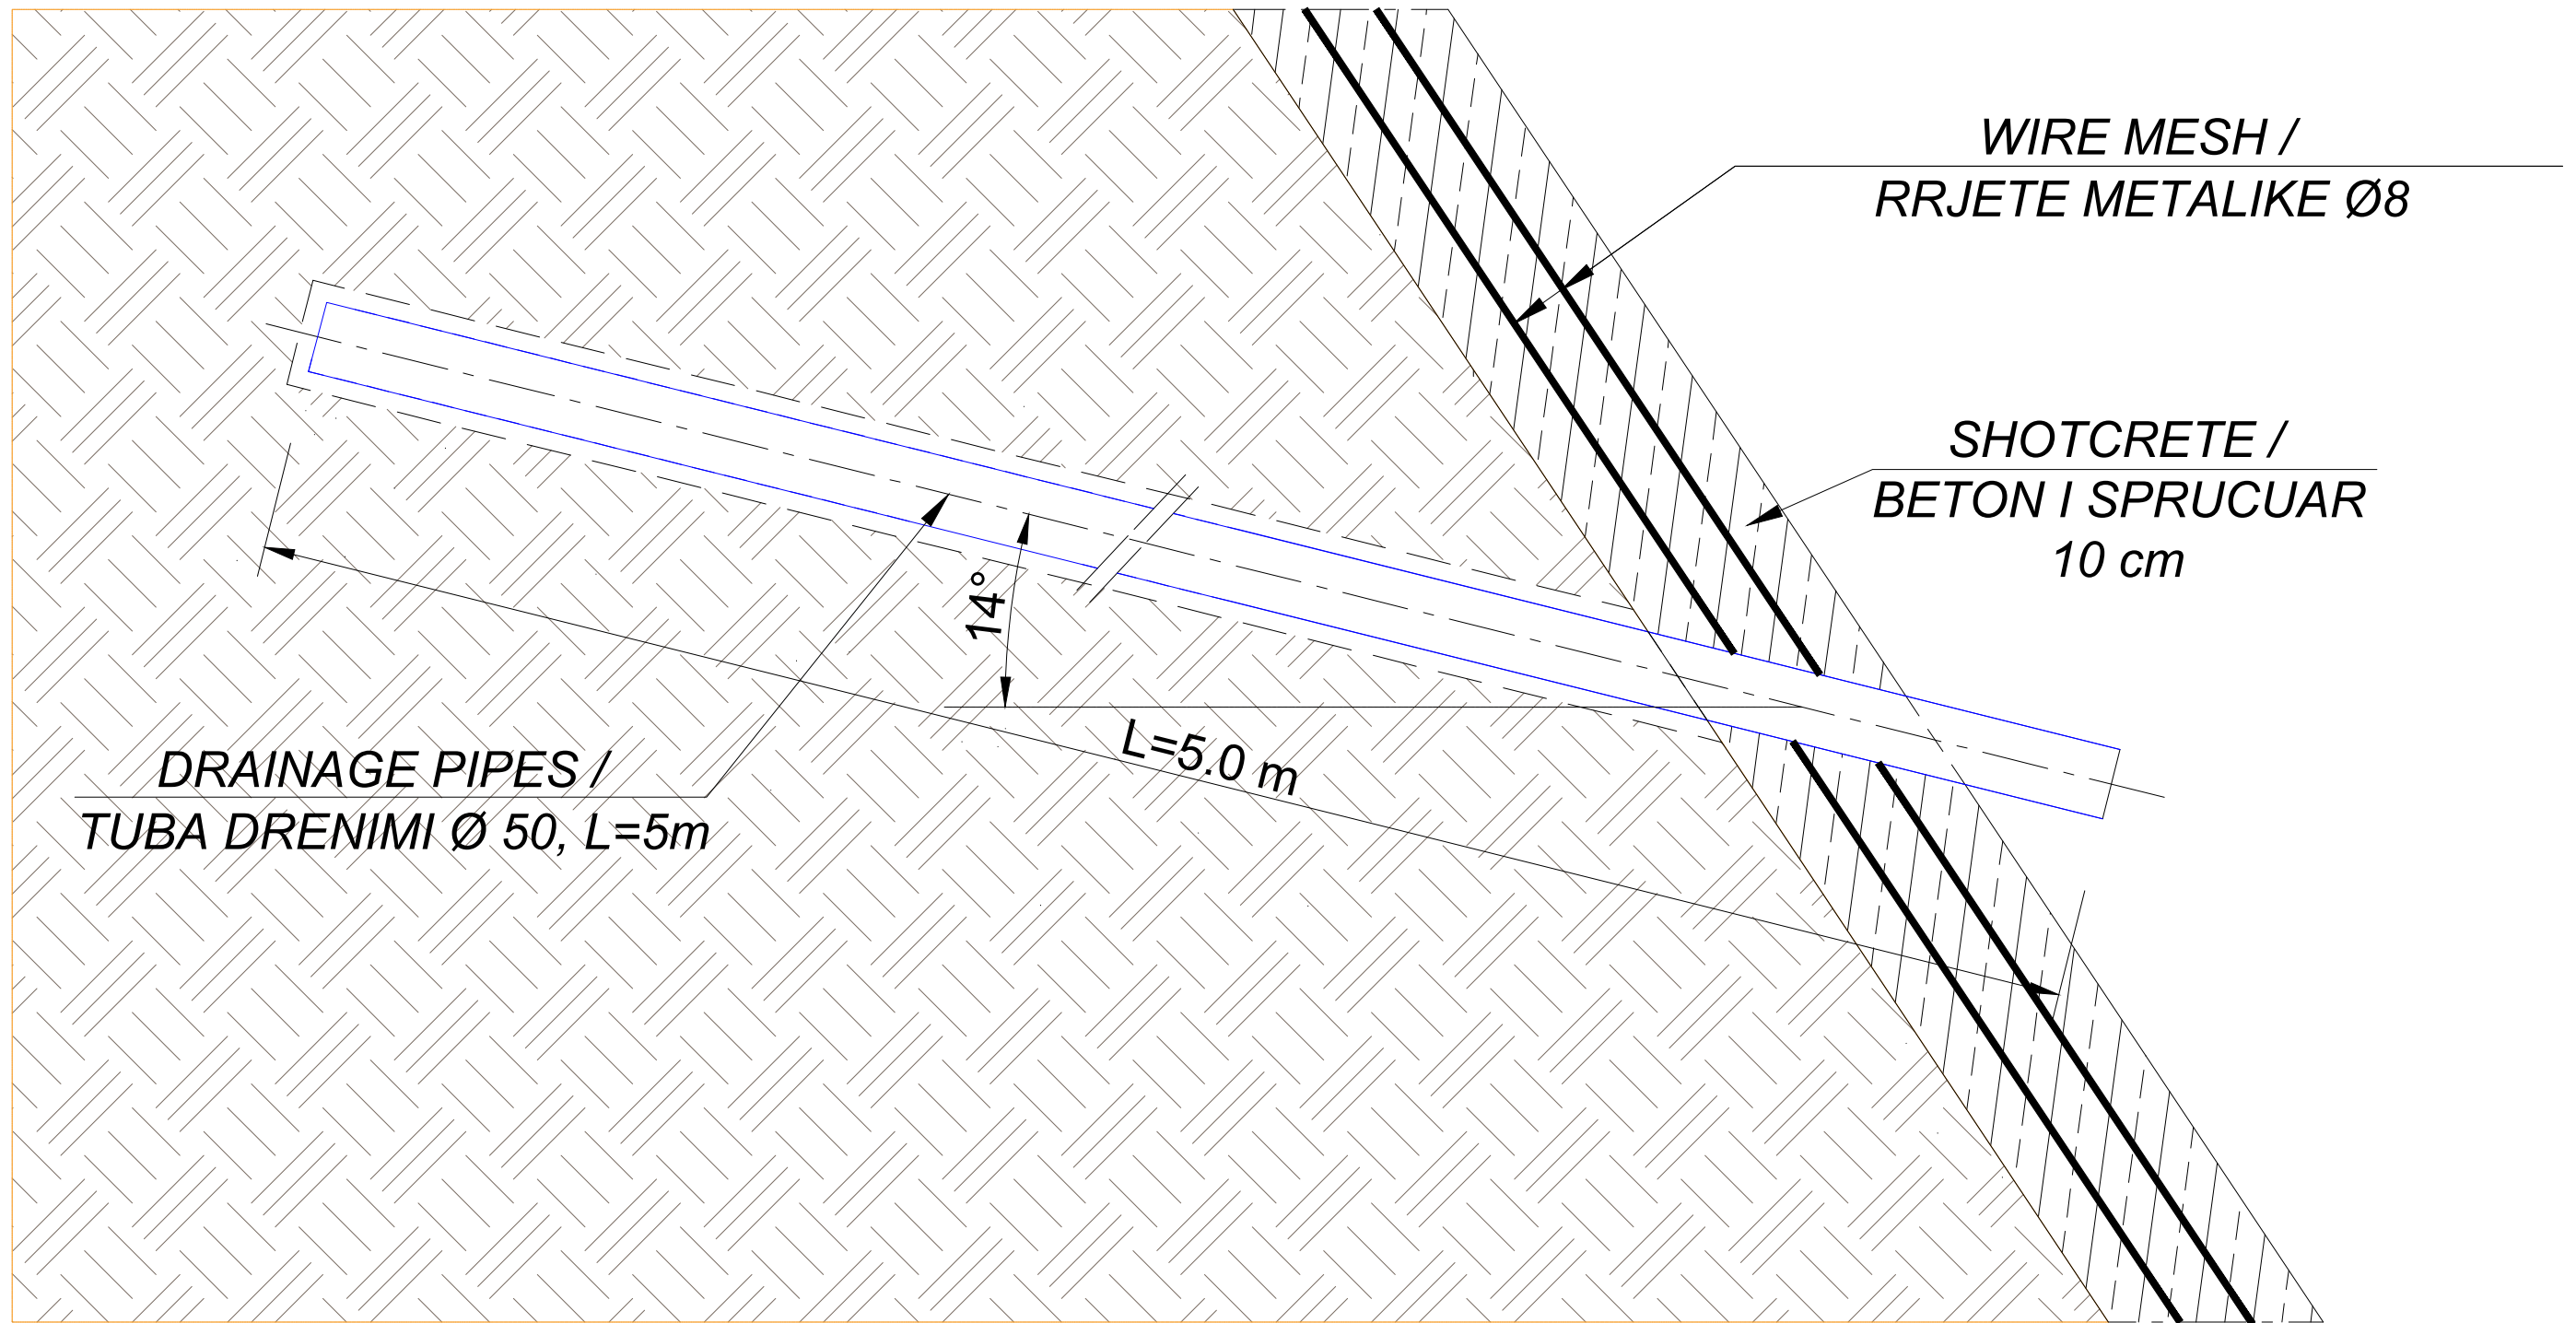 WIRE MESH /
RRJETE METALIKE Ø8
SHOTCRETE /
BETON I SPRUCUAR
10 cm
14°
L=5.0 m
DRAINAGE PIPES /
TUBA DRENIMI Ø 50, L=5m